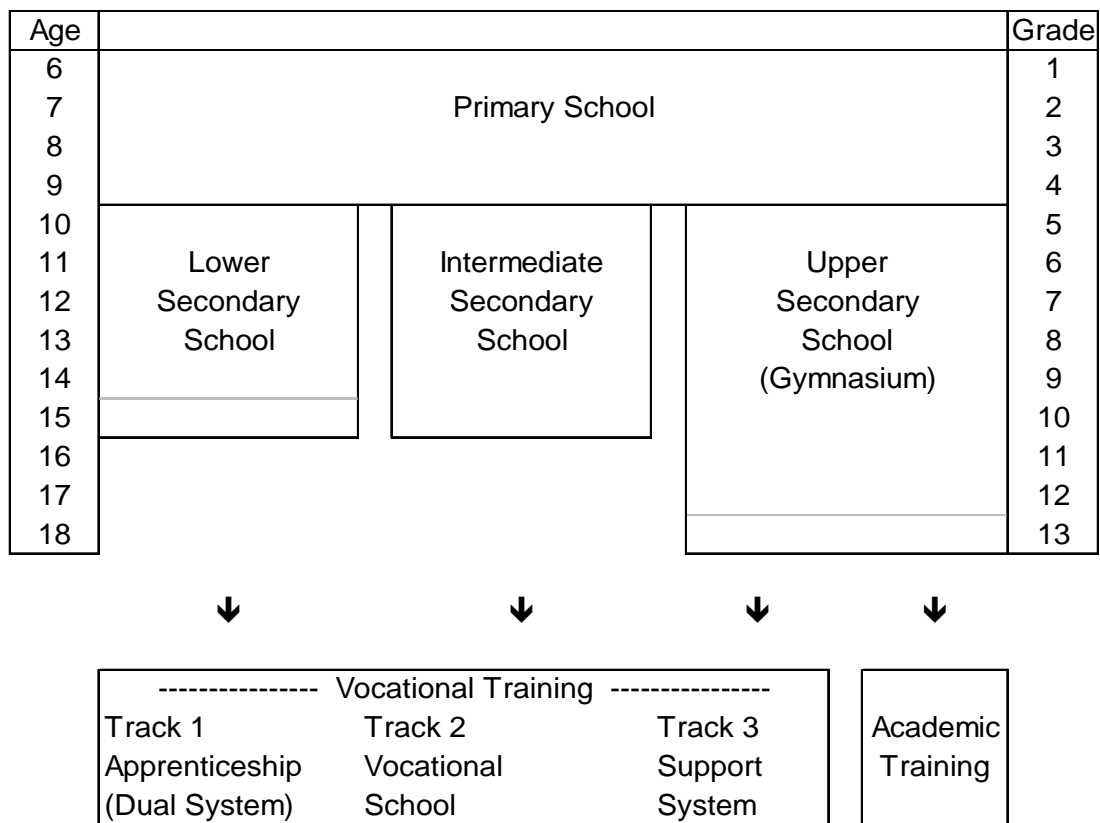 Age Grade
6 1
7 Primary School 2
8 3
9 4
10 5
11 Lower Intermediate Upper 6
12 Secondary Secondary Secondary 7
13 School School School 8
14 (Gymnasium) 9
15 10
16 11
17 12
18 13
---------------- Vocational Training ----------------
Track 1 Track 2 Track 3 Academic
Apprenticeship Vocational Support Training
(Dual System) School System